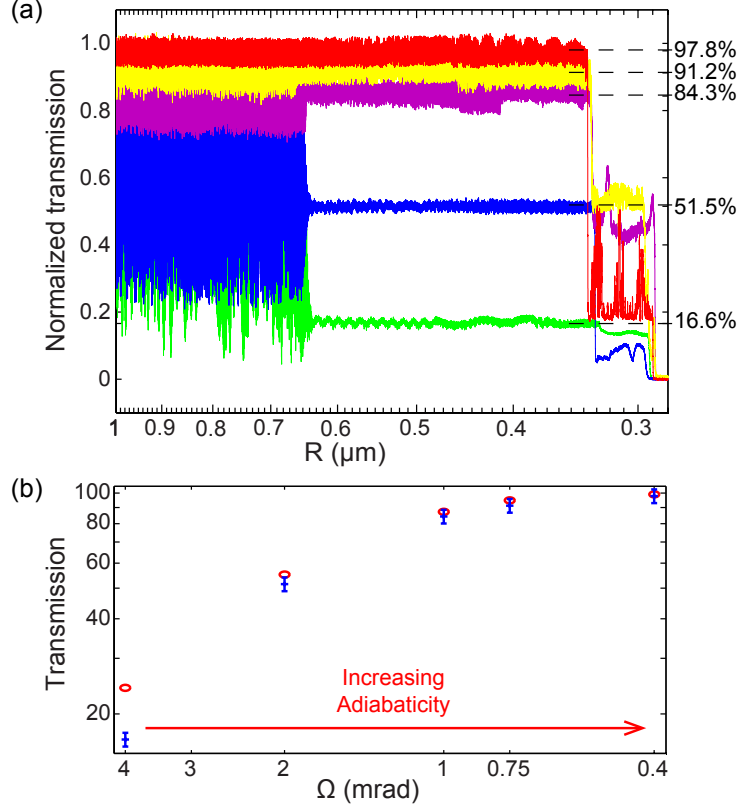 (a)
1.0
0.8
0.6
0.4
0.2
0
Normalized transmission
97.8%
91.2%
84.3%
51.5%
16.6%
1 0.9 0.8 0.7 0.6 0.5 0.4 0.3
R (µm)
(b)
100
80
60
40
20
Transmission
Increasing
Adiabaticity
4 3 2 1 0.75 0.4
Ω (mrad)